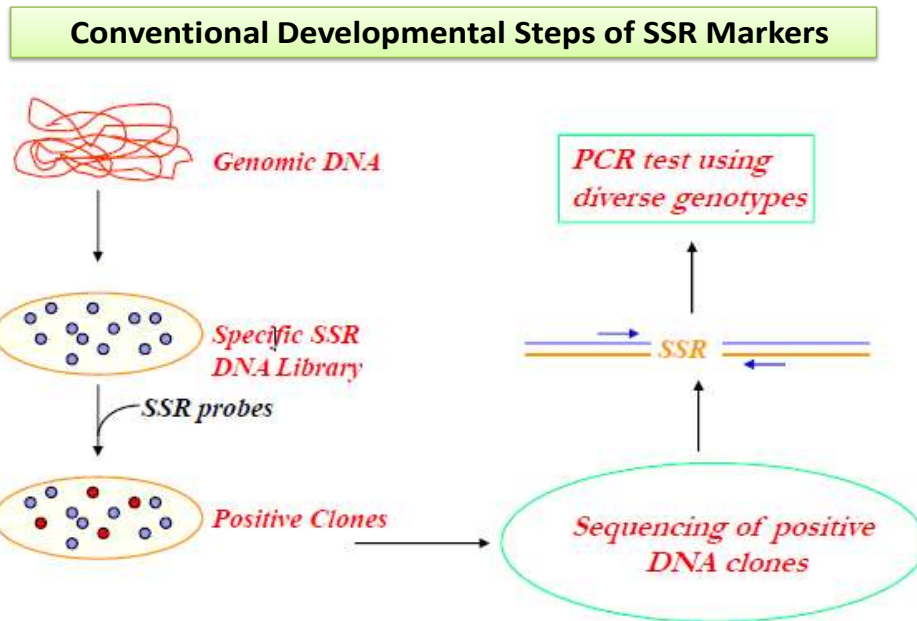 Conventional Developmental Steps of SSR Markers
Genomic DNA
Specific SSR
DNA Library
SSR probes
Positive Clones
Sequencing of positive
DNA clones
SSR
PCR test using
diverse genotypes